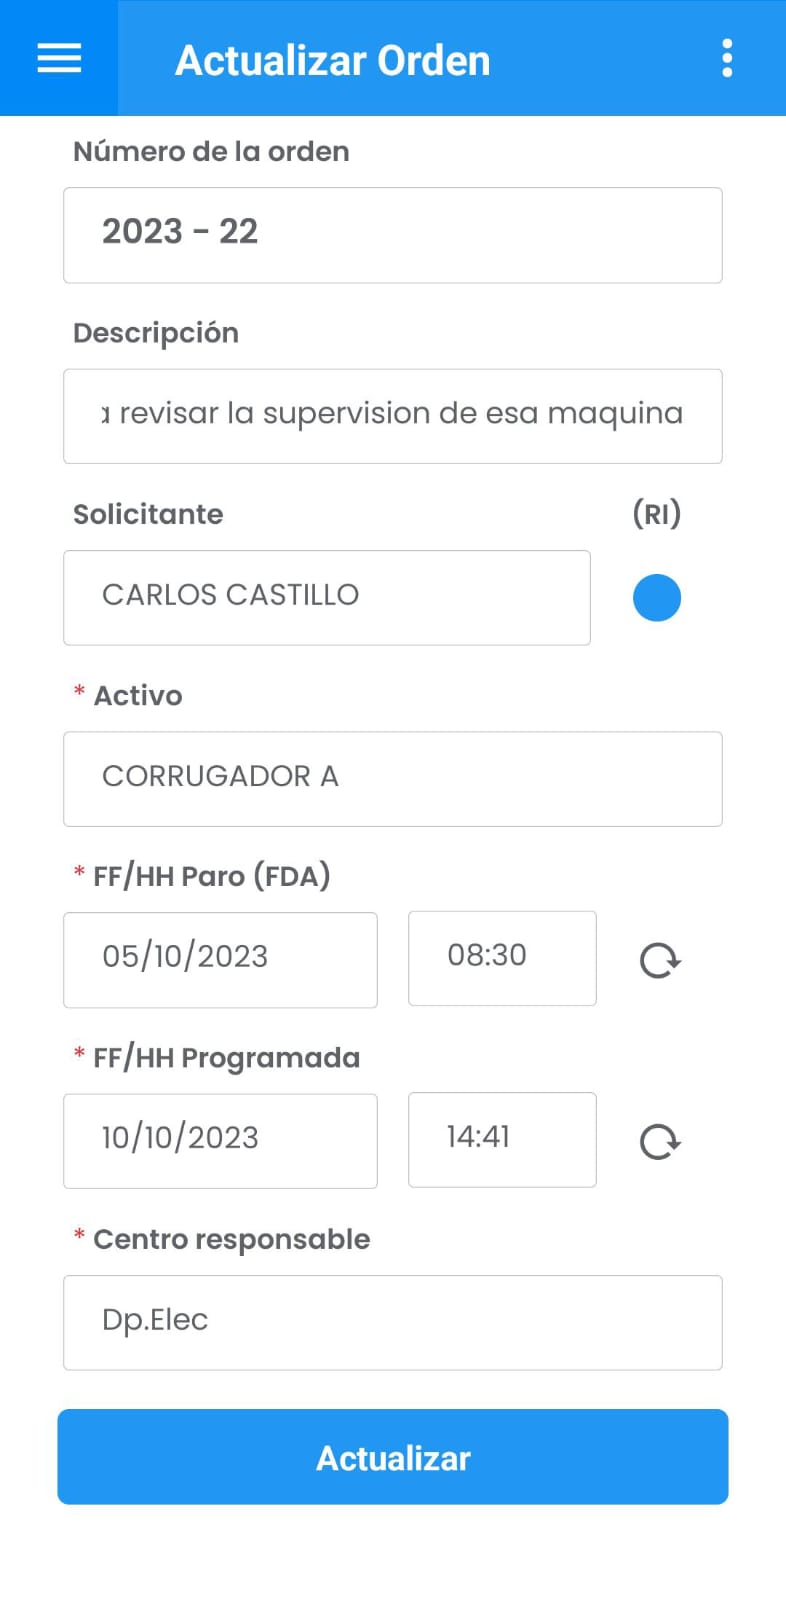 Actualizar Orden
Número de la orden
2023 - 22
Descripción
revisar la supervision de esa maquina
Solicitante (RI)
CARLOS CASTILLO
* Activo
CORRUGADOR A
* FF/HH Paro (FDA)
05/10/2023 08:30
* FF/HH Programada
10/10/2023 14:41
* Centro responsable
Dp.Elec
Actualizar